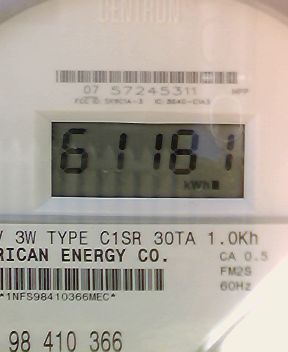 CENTRON
07 57245311
61181
kWh
V 3W TYPE C1SR 30TA 1.0Kh
RICAN ENERGY CO.
CA 0.5
FM2S
*1NFS98410366MEC*
60Hz
98 410 366